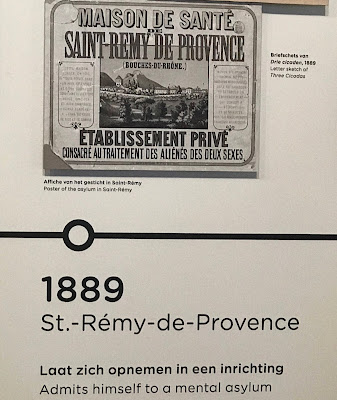 MAISON DE SANTÉ
DE
SAINT-REMY DE PROVENCE
(BOUCHES-DU-RHÔNE.)
ÉTABLISSEMENT PRIVÉ
CONSACRÉ AU TRAITEMENT DES ALIÉNÉS DES DEUX SEXES.
Briefschets van
Drie cicaden, 1889
Letter sketch of
Three Cicadas
Affiche van het gesticht in Saint-Rémy
Poster of the asylum in Saint-Rémy
1889
St.-Rémy-de-Provence
Laat zich opnemen in een inrichting
Admits himself to a mental asylum